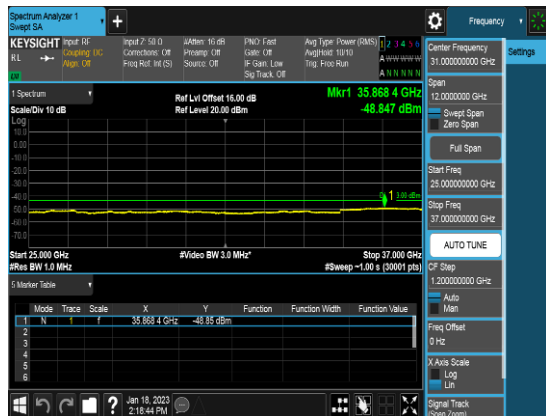 Spectrum Analyzer 1
Swept SA
Frequency
KEYSIGHT
RL
Input: RF
Coupling: DC
Align: Off
Input Z: 50 Ω
Corrections: Off
Freq Ref: Int (S)
#Atten: 16 dB
Preamp: Off
Source: Off
PNO: Fast
Gate: Off
IF Gain: Low
Sig Track: Off
Avg Type: Power (RMS)
Avg|Hold: 10/10
Trig: Free Run
1 2 3 4 5 6
A W W W W W
A N N N N N
1 Spectrum
Scale/Div 10 dB
Log
Ref Lvl Offset 16.00 dB
Ref Level 20.00 dBm
Mkr1 35.868 4 GHz
-48.847 dBm
10.0
0.00
-10.0
-20.0
-30.0
-40.0
-50.0
-60.0
-70.0
1
Start 25.000 GHz
#Res BW 1.0 MHz
#Video BW 3.0 MHz*
Stop 37.000 GHz
#Sweep ~1.00 s (30001 pts)
5 Marker Table
Mode Trace Scale X Y Function Function Width Function Value
1 N 1 f 35.868 4 GHz -48.85 dBm
2
3
4
5
6
Jan 18, 2023
2:18:44 PM
Center Frequency
31.000000000 GHz
Settings
Span
12.0000000 GHz
Swept Span
Zero Span
Full Span
Start Freq
25.000000000 GHz
Stop Freq
37.000000000 GHz
AUTO TUNE
CF Step
1.200000000 GHz
Auto
Man
Freq Offset
0 Hz
X Axis Scale
Log
Lin
Signal Track
(Span Zoom)